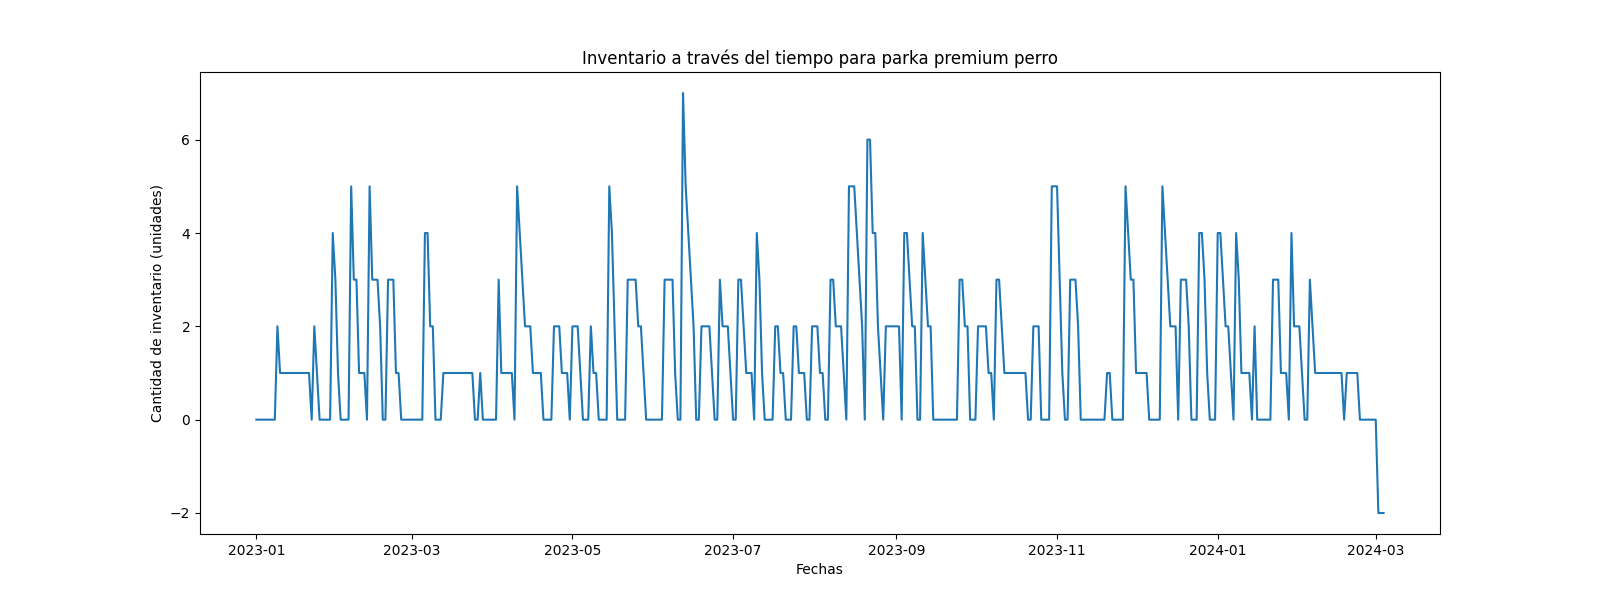 Inventario a través del tiempo para parka premium perro
Cantidad de inventario (unidades)
6
4
2
0
−2
2023-01 2023-03 2023-05 2023-07 2023-09 2023-11 2024-01 2024-03
Fechas